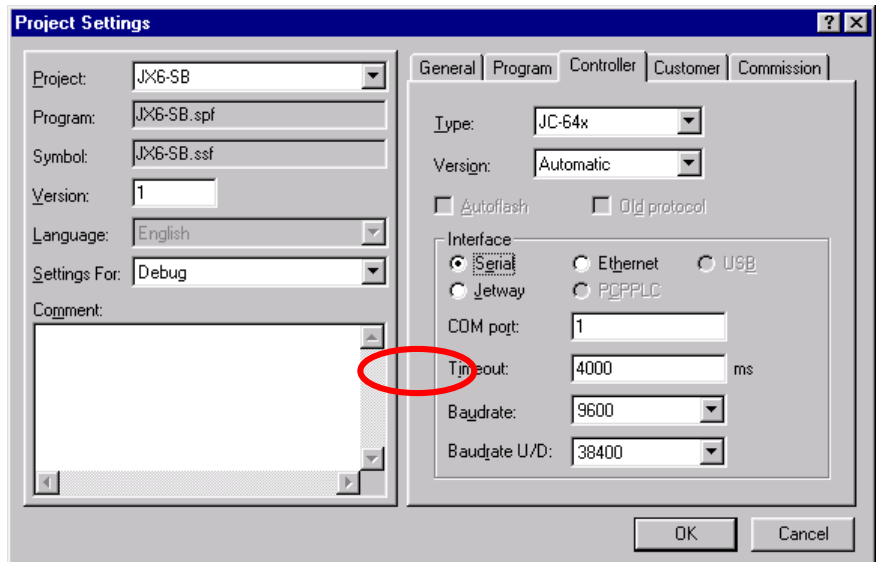 Project Settings
Project: JX6-SB
Program: JX6-SB.spf
Symbol: JX6-SB.ssf
Version: 1
Language: English
Settings For: Debug
Comment:
General Program Controller Customer Commission
Type: JC-64x
Version: Automatic
Autoflash Old protocol
Interface
Serial Ethernet USB
Jetway PCPPLC
COM port: 1
Timeout: 4000 ms
Baudrate: 9600
Baudrate U/D: 38400
OK Cancel